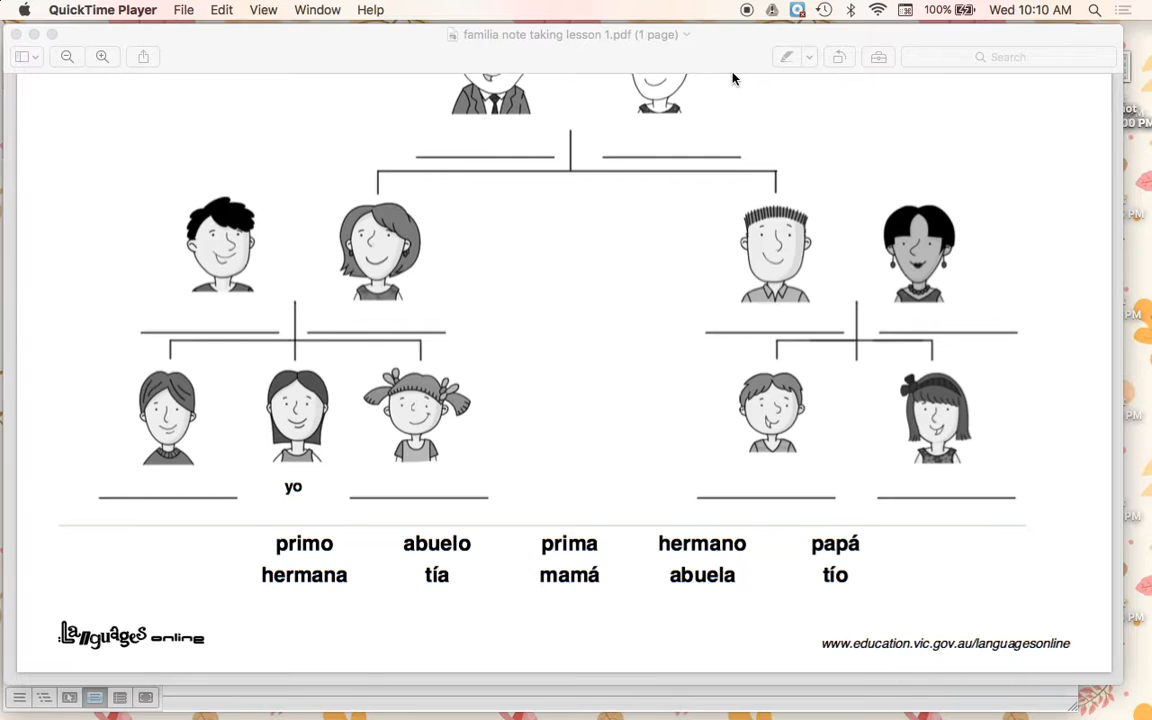 QuickTime Player File Edit View Window Help 100% Wed 10:10 AM
familia note taking lesson 1.pdf (1 page)
Search
yo
primo abuelo prima hermano papá
hermana tía mamá abuela tío
Languages online
www.education.vic.gov.au/languagesonline